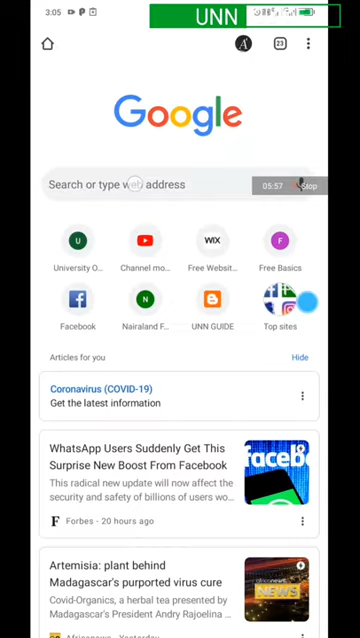 3:05
UNN
23
Google
Search or type web address
05:57
Stop
University O...
Channel mo...
Free Websit...
Free Basics
Facebook
Nairaland F...
UNN GUIDE
Top sites
Articles for you
Hide
Coronavirus (COVID-19)
Get the latest information
WhatsApp Users Suddenly Get This
Surprise New Boost From Facebook
This radical new update will now affect the
security and safety of billions of users wo...
Forbes - 20 hours ago
Artemisia: plant behind
Madagascar's purported virus cure
Covid-Organics, a herbal tea presented by
Madagascar's President Andry Rajoelina ...
NEWS
Africanews - Yesterday